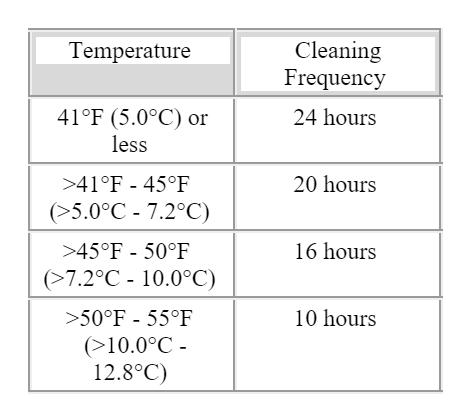 Temperature
Cleaning
Frequency
41°F (5.0°C) or
less
24 hours
>41°F - 45°F
(>5.0°C - 7.2°C)
20 hours
>45°F - 50°F
(>7.2°C - 10.0°C)
16 hours
>50°F - 55°F
(>10.0°C -
12.8°C)
10 hours